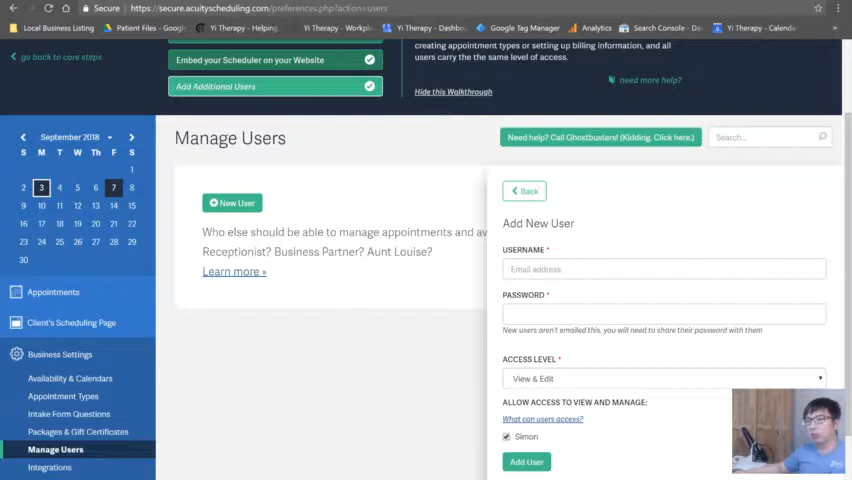 Secure
https://secure.acuityscheduling.com/preferences.php?action=users
Local Business Listing
Patient Files - Google
Yi Therapy - Helping
Yi Therapy - Workpl
Yi Therapy - Dashbo
Google Tag Manager
Analytics
Search Console - Da
Yi Therapy - Calenda
»
go back to core steps
Embed your Scheduler on your Website
Add Additional Users
creating appointment types or setting up billing information, and all
users carry the the same level of access.
need more help?
Hide this Walkthrough
September 2018
S M T W Th F S
1
2 3 4 5 6 7 8
9 10 11 12 13 14 15
16 17 18 19 20 21 22
23 24 25 26 27 28 29
30
Appointments
Client's Scheduling Page
Business Settings
Availability & Calendars
Appointment Types
Intake Form Questions
Packages & Gift Certificates
Manage Users
Integrations
Manage Users
Need help? Call Ghostbusters! (Kidding. Click here.)
Search...
New User
Who else should be able to manage appointments and av
Receptionist? Business Partner? Aunt Louise?
Learn more »
Back
Add New User
USERNAME *
Email address
PASSWORD *
New users aren't emailed this, you will need to share their password with them
ACCESS LEVEL *
View & Edit
ALLOW ACCESS TO VIEW AND MANAGE:
What can users access?
Simon
Add User